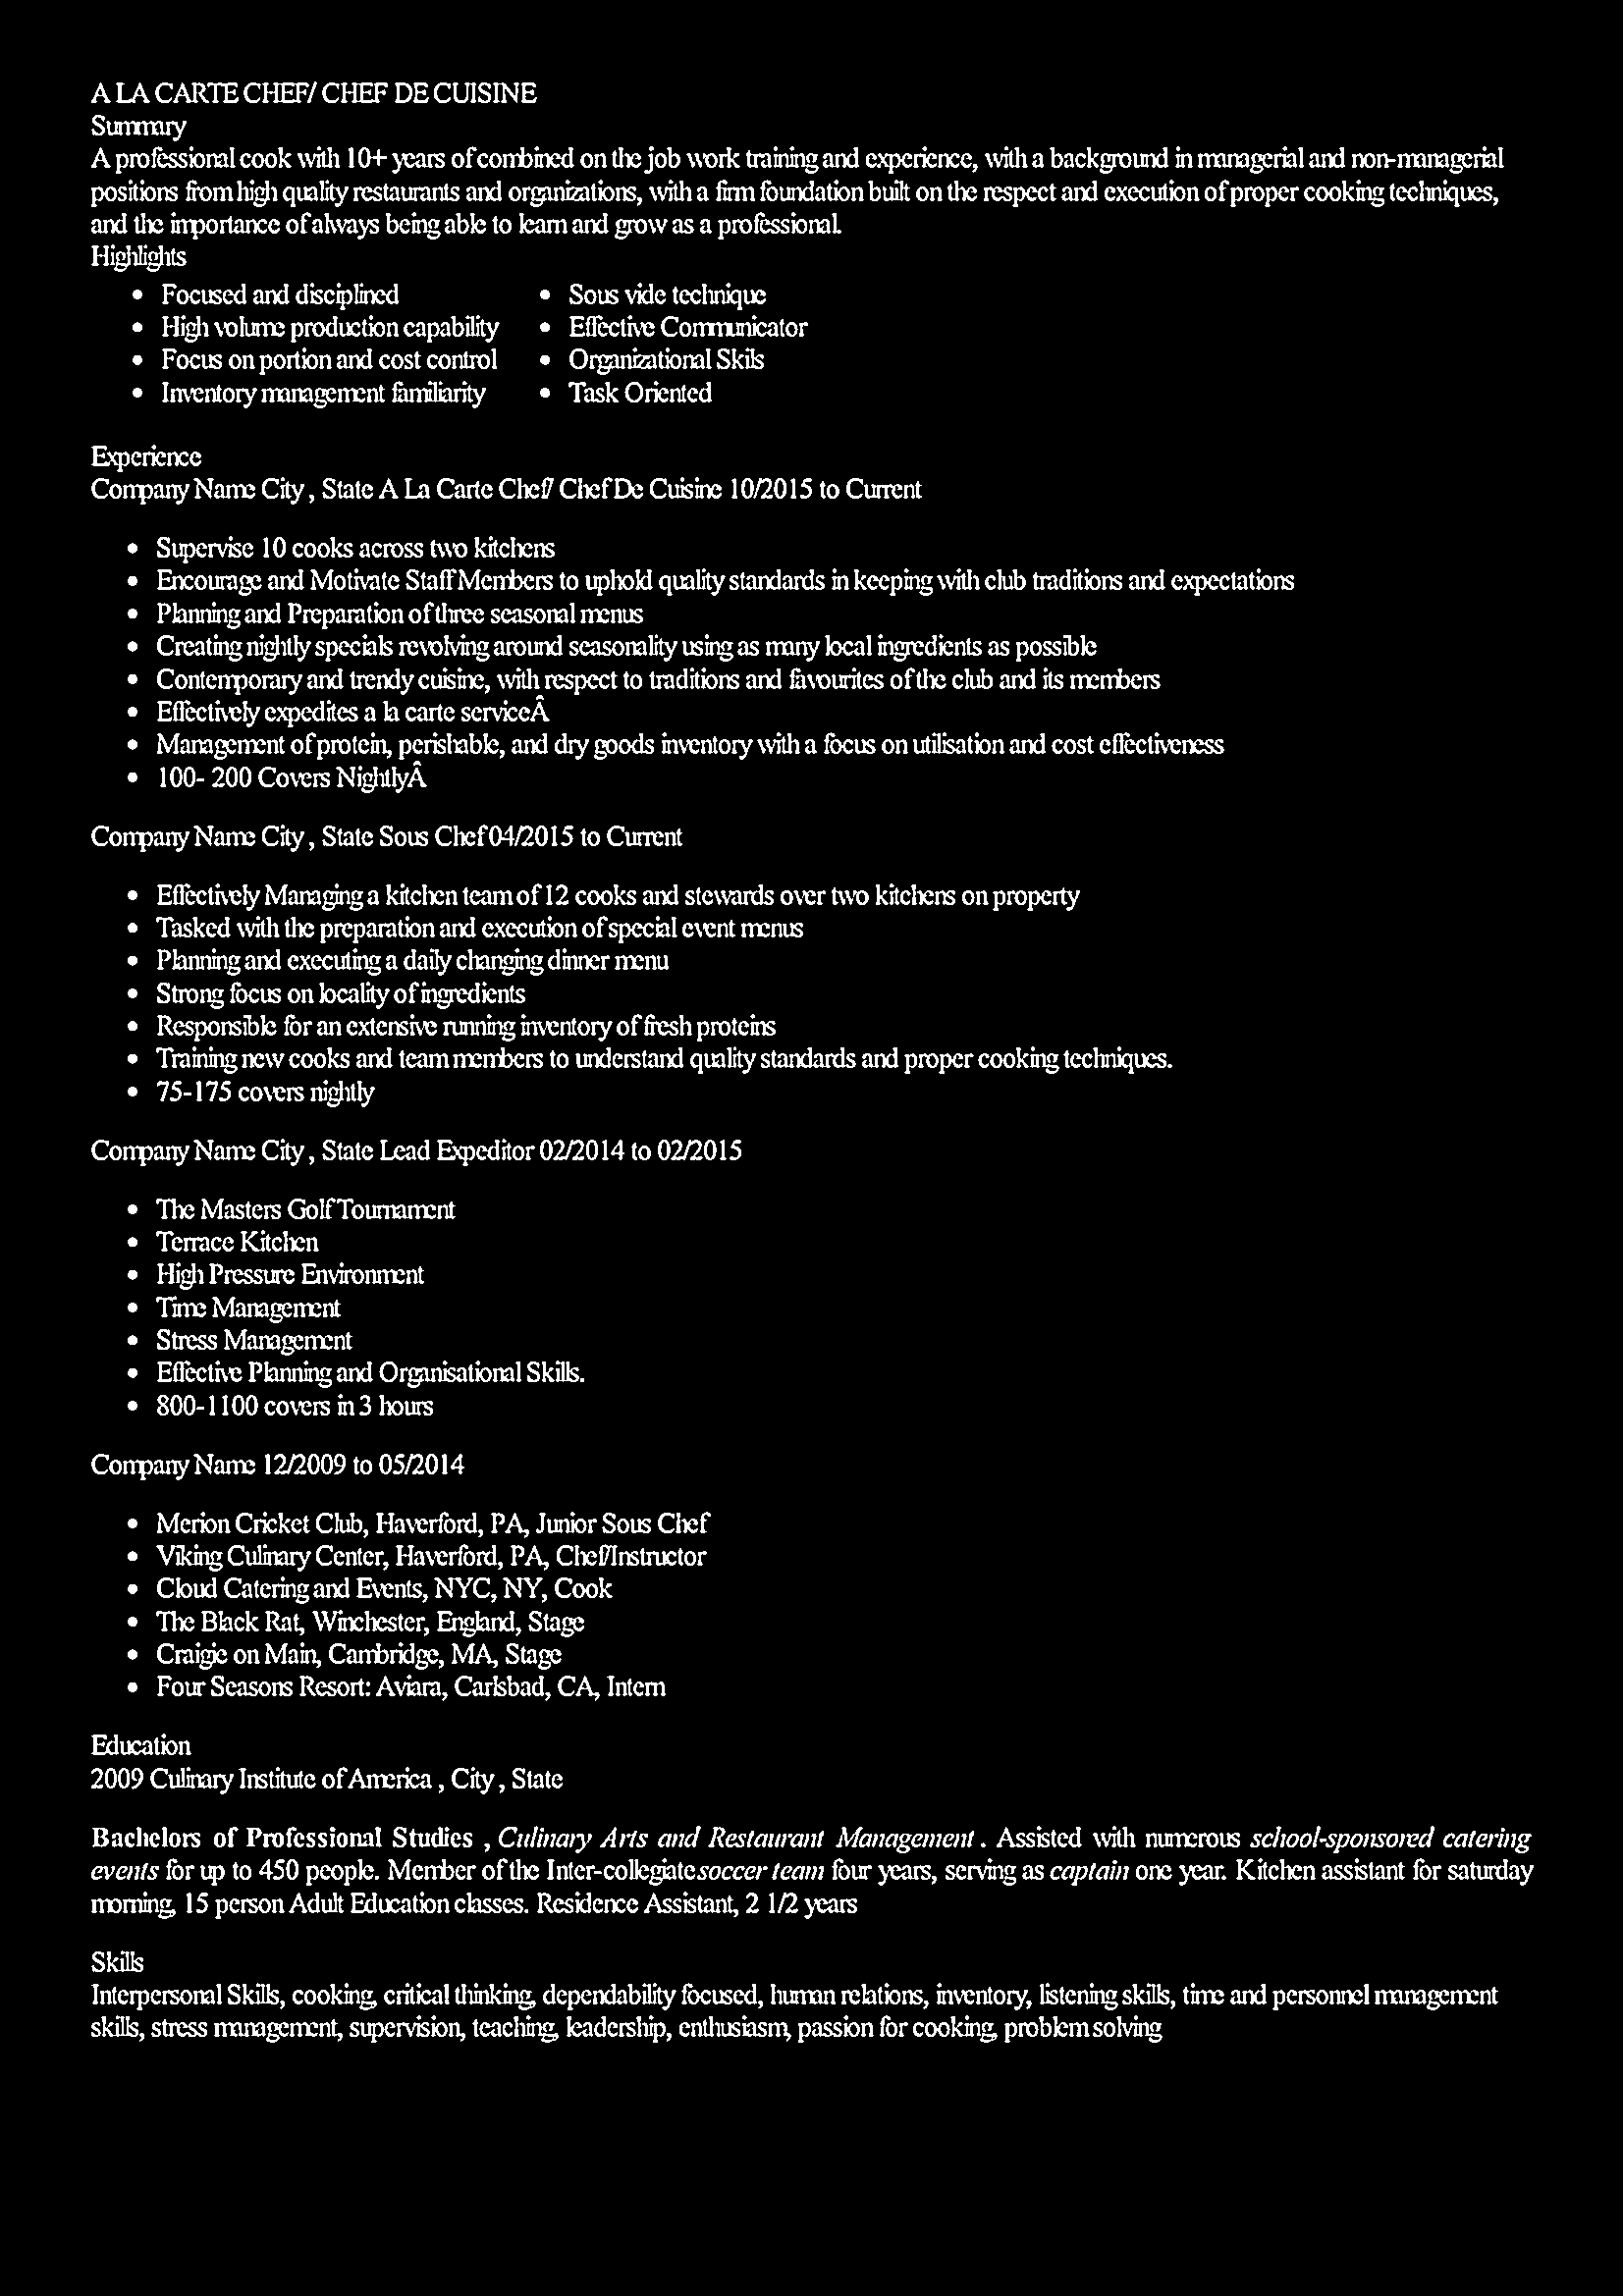 A LA CARTE CHEF/ CHEF DE CUISINE
Summary
A professional cook with 10+ years of combined on the job work training and experience, with a background in managerial and non-managerial
positions from high quality restaurants and organizations, with a firm foundation built on the respect and execution of proper cooking techniques,
and the importance of always being able to learn and grow as a professional.
Highlights
• Focused and disciplined
• High volume production capability
• Focus on portion and cost control
• Inventory management familiarity
• Sous vide technique
• Effective Communicator
• Organizational Skils
• Task Oriented
Experience
Company Name City , State A La Carte Chef/ Chef De Cuisine 10/2015 to Current
• Supervise 10 cooks across two kitchens
• Encourage and Motivate Staff Members to uphold quality standards in keeping with club traditions and expectations
• Planning and Preparation of three seasonal menus
• Creating nightly specials revolving around seasonality using as many local ingredients as possible
• Contemporary and trendy cuisine, with respect to traditions and favourites of the club and its members
• Effectively expedites a la carte serviceÂ
• Management of protein, perishable, and dry goods inventory with a focus on utilisation and cost effectiveness
• 100- 200 Covers NightlyÂ
Company Name City , State Sous Chef 04/2015 to Current
• Effectively Managing a kitchen team of 12 cooks and stewards over two kitchens on property
• Tasked with the preparation and execution of special event menus
• Planning and executing a daily changing dinner menu
• Strong focus on locality of ingredients
• Responsible for an extensive running inventory of fresh proteins
• Training new cooks and team members to understand quality standards and proper cooking techniques.
• 75-175 covers nightly
Company Name City , State Lead Expeditor 02/2014 to 02/2015
• The Masters Golf Tournament
• Terrace Kitchen
• High Pressure Environment
• Time Management
• Stress Management
• Effective Planning and Organisational Skills.
• 800-1100 covers in 3 hours
Company Name 12/2009 to 05/2014
• Merion Cricket Club, Haverford, PA, Junior Sous Chef
• Viking Culinary Center, Haverford, PA, Chef/Instructor
• Cloud Catering and Events, NYC, NY, Cook
• The Black Rat, Winchester, England, Stage
• Craigie on Main, Cambridge, MA, Stage
• Four Seasons Resort: Aviara, Carlsbad, CA, Intern
Education
2009 Culinary Institute of America , City , State
Bachelors of Professional Studies , Culinary Arts and Restaurant Management . Assisted with numerous school-sponsored catering
events for up to 450 people. Member of the Inter-collegiate soccer team four years, serving as captain one year. Kitchen assistant for saturday
morning, 15 person Adult Education classes. Residence Assistant, 2 1/2 years
Skills
Interpersonal Skills, cooking, critical thinking, dependability focused, human relations, inventory, listening skills, time and personnel management
skills, stress management, supervision, teaching, leadership, enthusiasm, passion for cooking, problem solving